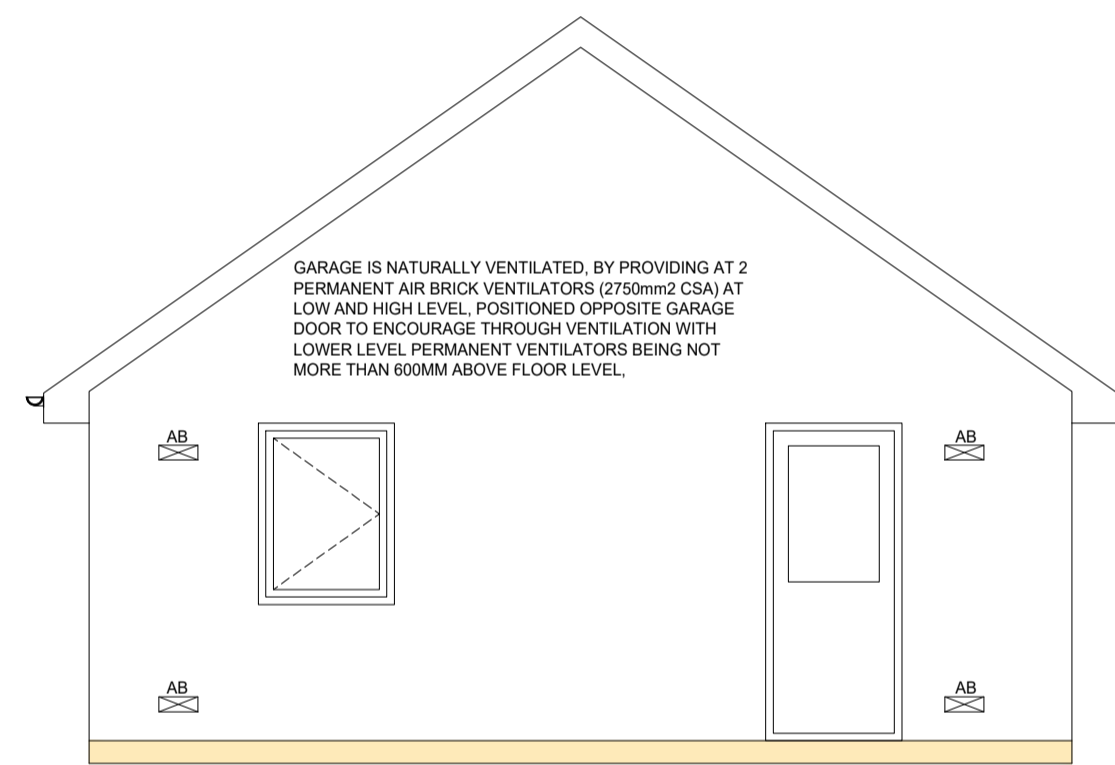 GARAGE IS NATURALLY VENTILATED, BY PROVIDING AT 2
PERMANENT AIR BRICK VENTILATORS (2750mm2 CSA) AT
LOW AND HIGH LEVEL, POSITIONED OPPOSITE GARAGE
DOOR TO ENCOURAGE THROUGH VENTILATION WITH
LOWER LEVEL PERMANENT VENTILATORS BEING NOT
MORE THAN 600MM ABOVE FLOOR LEVEL,
AB
AB
AB
AB